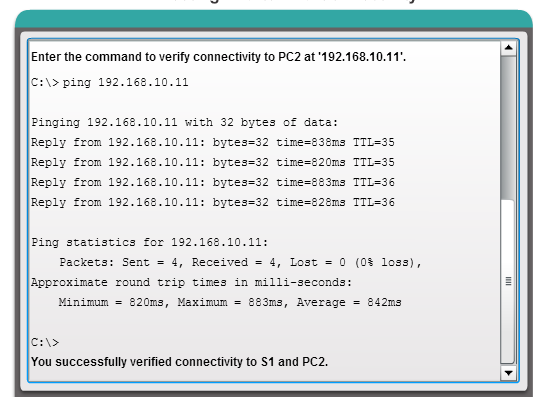 Enter the command to verify connectivity to PC2 at '192.168.10.11'.
C:\> ping 192.168.10.11
Pinging 192.168.10.11 with 32 bytes of data:
Reply from 192.168.10.11: bytes=32 time=838ms TTL=35
Reply from 192.168.10.11: bytes=32 time=820ms TTL=35
Reply from 192.168.10.11: bytes=32 time=883ms TTL=36
Reply from 192.168.10.11: bytes=32 time=828ms TTL=36
Ping statistics for 192.168.10.11:
Packets: Sent = 4, Received = 4, Lost = 0 (0% loss),
Approximate round trip times in milli-seconds:
Minimum = 820ms, Maximum = 883ms, Average = 842ms
C:\>
You successfully verified connectivity to S1 and PC2.